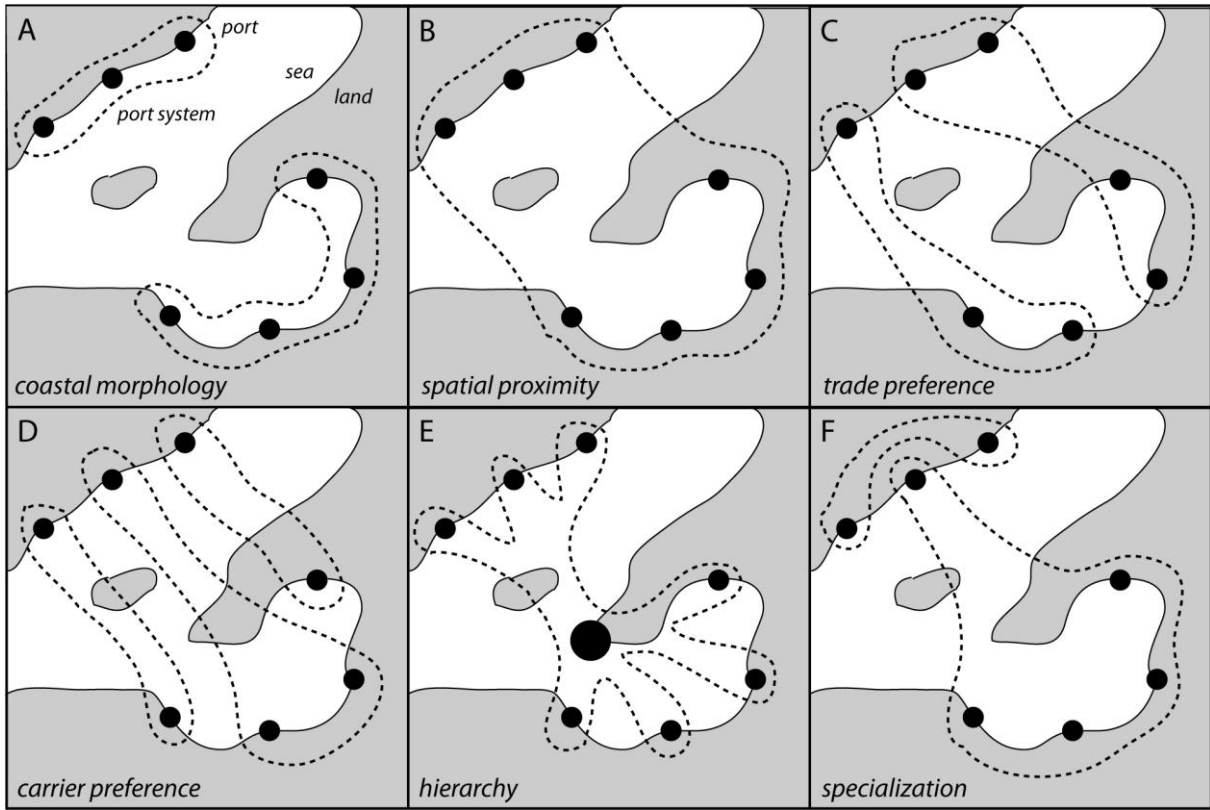 A
port
sea
land
port system
coastal morphology
B
spatial proximity
C
trade preference
D
carrier preference
E
hierarchy
F
specialization